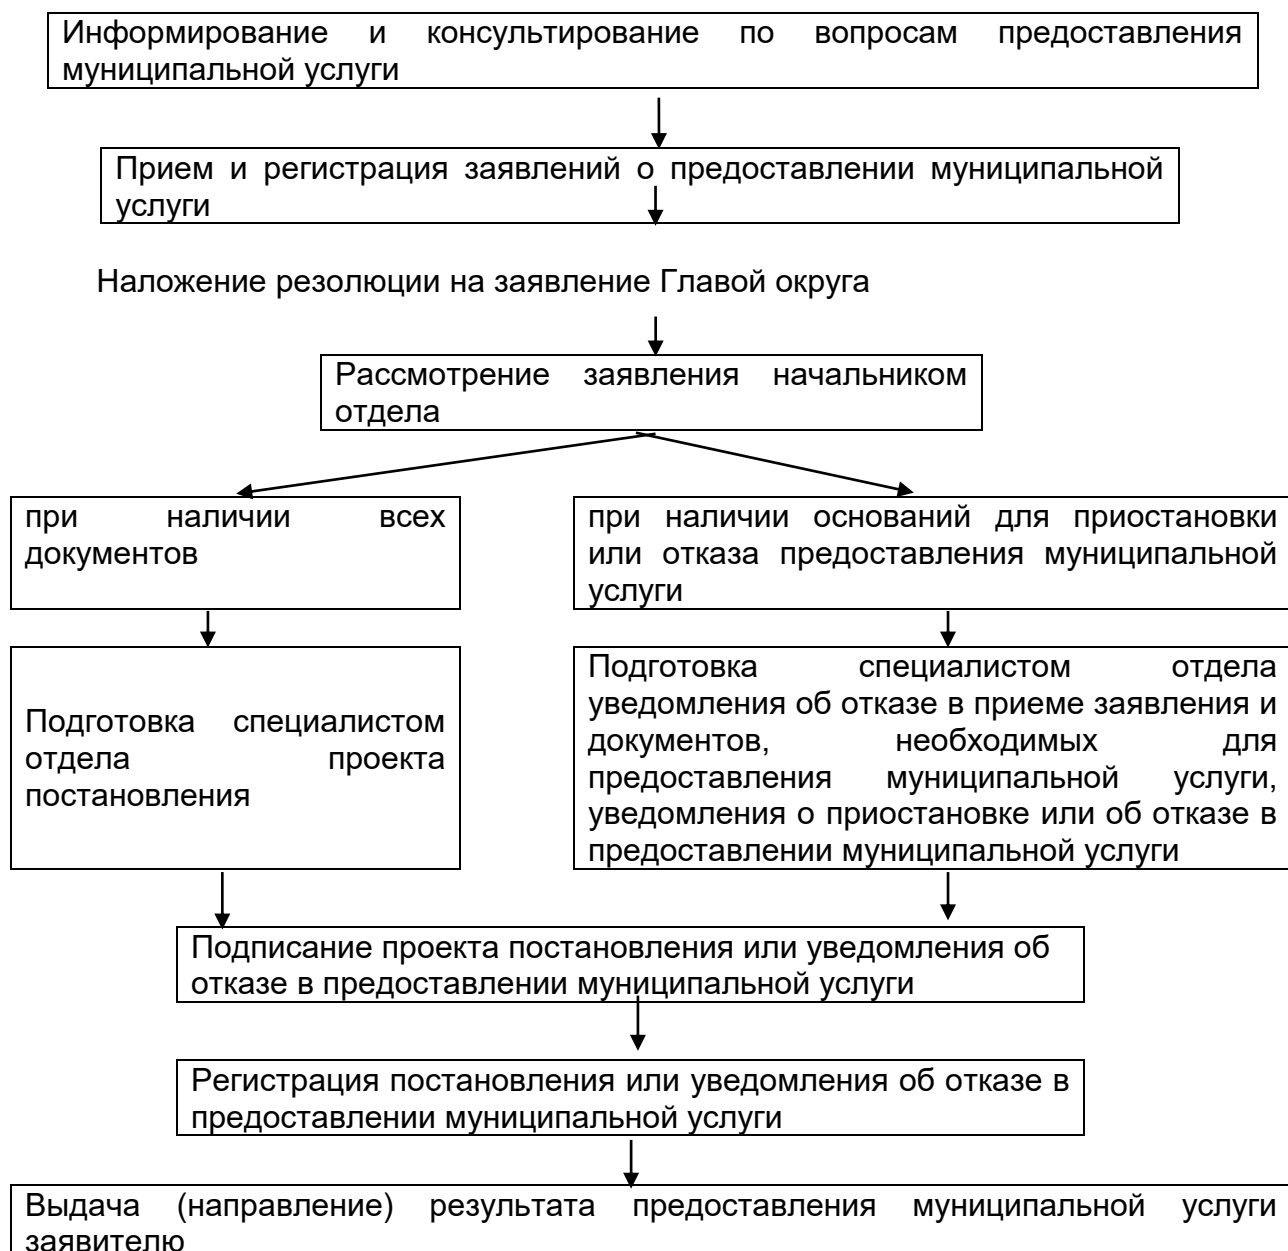 Информирование и консультирование по вопросам предоставления
муниципальной услуги
Прием и регистрация заявлений о предоставлении муниципальной
услуги
Наложение резолюции на заявление Главой округа
Рассмотрение заявления начальником
отдела
при наличии всех
документов
при наличии оснований для приостановки
или отказа предоставления муниципальной
услуги
Подготовка специалистом
отдела проекта
постановления
Подготовка специалистом отдела
уведомления об отказе в приеме заявления и
документов, необходимых для
предоставления муниципальной услуги,
уведомления о приостановке или об отказе в
предоставлении муниципальной услуги
Подписание проекта постановления или уведомления об
отказе в предоставлении муниципальной услуги
Регистрация постановления или уведомления об отказе в
предоставлении муниципальной услуги
Выдача (направление) результата предоставления муниципальной услуги
заявителю